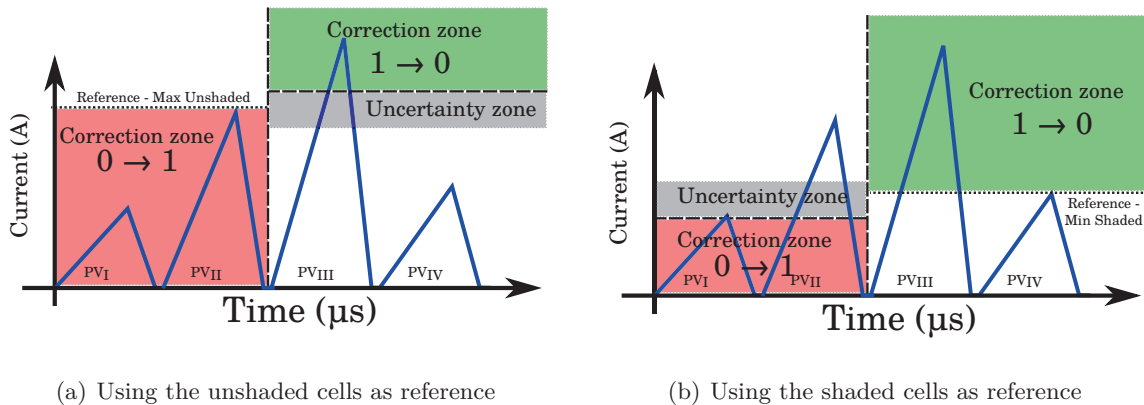 Correction zone
1 → 0
Uncertainty zone
Reference - Max Unshaded
Correction zone
0 → 1
Current (A)
PV_I
PV_II
PV_III
PV_IV
Time (µs)
(a) Using the unshaded cells as reference
Correction zone
1 → 0
Uncertainty zone
Reference -
Min Shaded
Correction zone
0 → 1
Current (A)
PV_I
PV_II
PV_III
PV_IV
Time (µs)
(b) Using the shaded cells as reference